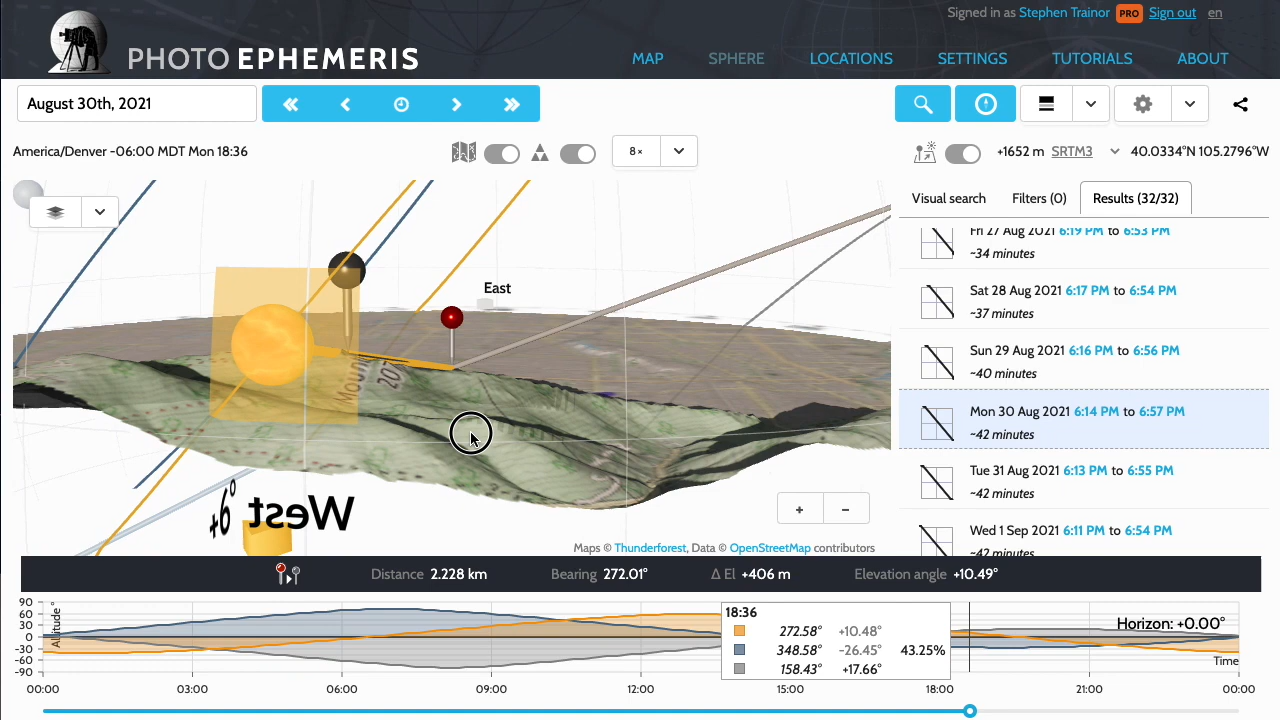 Signed in as Stephen Trainor PRO Sign out en
PHOTO EPHEMERIS
MAP SPHERE LOCATIONS SETTINGS TUTORIALS ABOUT
August 30th, 2021
America/Denver -06:00 MDT Mon 18:36
8×
+1652 m SRTM3 40.0334°N 105.2796°W
Visual search Filters (0) Results (32/32)
Fri 27 Aug 2021 6:19 PM to 6:53 PM
~34 minutes
Sat 28 Aug 2021 6:17 PM to 6:54 PM
~37 minutes
Sun 29 Aug 2021 6:16 PM to 6:56 PM
~40 minutes
Mon 30 Aug 2021 6:14 PM to 6:57 PM
~42 minutes
Tue 31 Aug 2021 6:13 PM to 6:55 PM
~42 minutes
Wed 1 Sep 2021 6:11 PM to 6:54 PM
~42 minutes
East
West
+
−
Maps © Thunderforest, Data © OpenStreetMap contributors
Distance 2.228 km Bearing 272.01° Δ El +406 m Elevation angle +10.49°
90
60
30
0
-30
-60
-90
Altitude°
18:36
272.58° +10.48°
348.58° -26.45° 43.25%
158.43° +17.66°
Horizon: +0.00°
Time
00:00 03:00 06:00 09:00 12:00 15:00 18:00 21:00 00:00